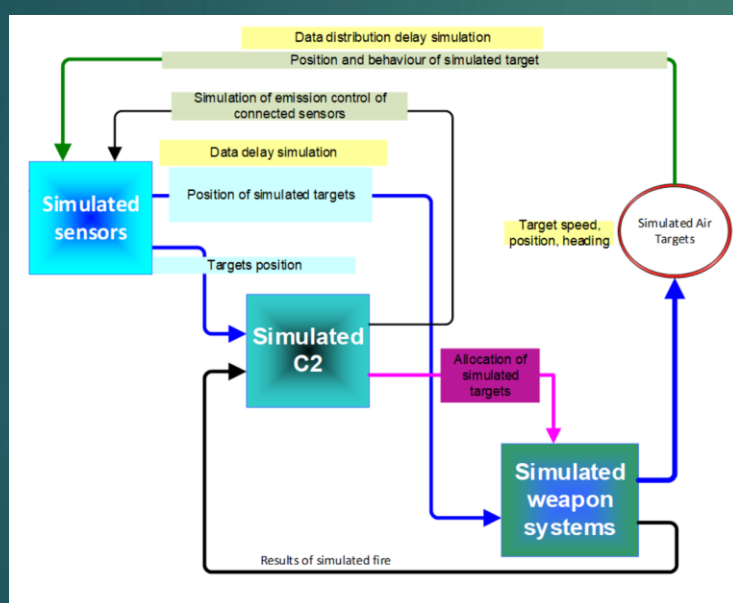 Data distribution delay simulation
Position and behaviour of simulated target
Simulation of emission control of
connected sensors
Data delay simulation
Simulated
sensors
Position of simulated targets
Target speed,
position, heading
Simulated Air
Targets
Targets position
Simulated
C2
Allocation of
simulated
targets
Simulated
weapon
systems
Results of simulated fire